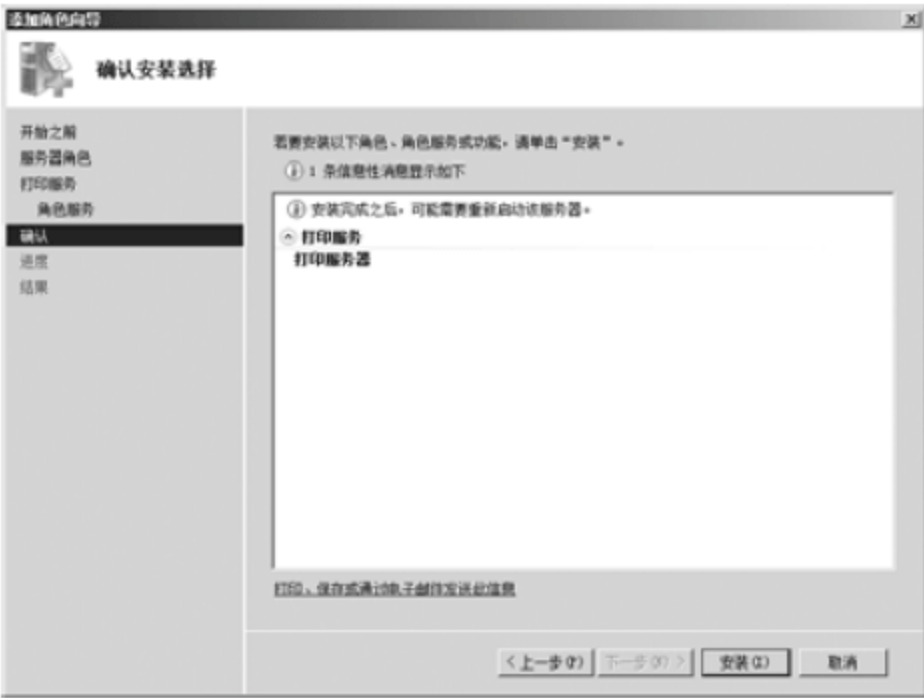 添加角色向导
确认安装选择
开始之前
服务器角色
打印服务
角色服务
确认
进度
结果
若要安装以下角色、角色服务或功能，请单击“安装”。
1 条信息性消息显示如下
安装完成之后，可能需要重新启动该服务器。
打印服务
打印服务器
打印、保存或通过电子邮件发送此信息
< 上一步(P) 下一步(N) > 安装(I) 取消